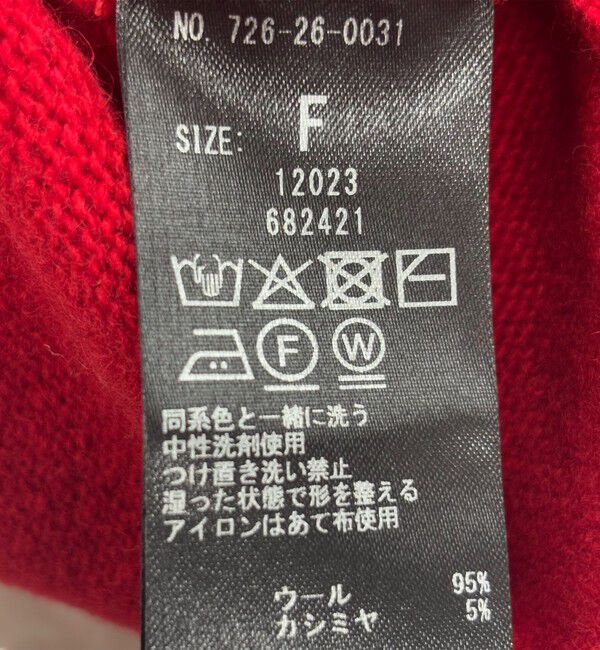 NO. 726-26-0031
SIZE: F
12023
682421
F W
同系色と一緒に洗う
中性洗剤使用
つけ置き洗い禁止
湿った状態で形を整える
アイロンはあて布使用
ウール 95%
カシミヤ 5%